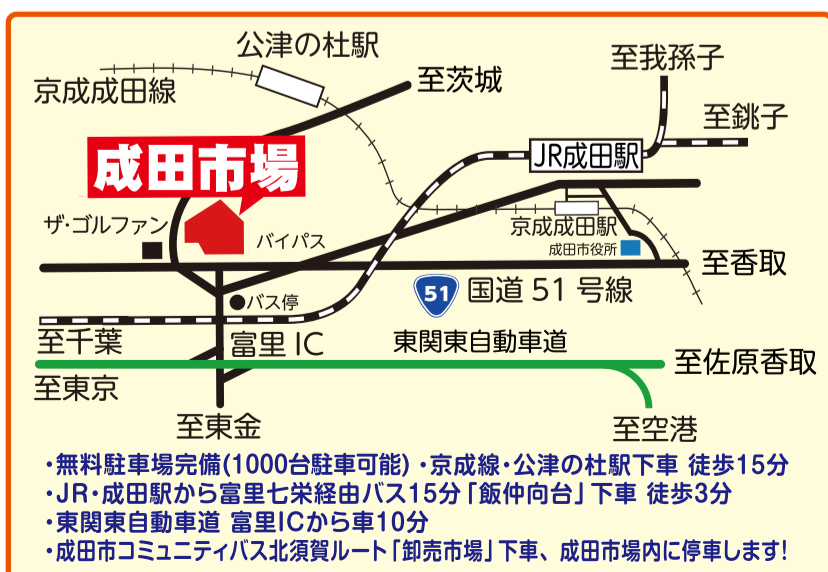 公津の杜駅
至我孫子
京成成田線
至茨城
至銚子
JR成田駅
成田市場
ザ・ゴルファン
バイパス
京成成田駅
成田市役所
至香取
51
国道51号線
バス停
至千葉
富里IC
東関東自動車道
至佐原香取
至東京
至東金
至空港
・無料駐車場完備(1000台駐車可能)・京成線・公津の杜駅下車 徒歩15分
・JR・成田駅から富里七栄経由バス15分「飯仲向台」下車 徒歩3分
・東関東自動車道 富里ICから車10分
・成田市コミュニティバス北須賀ルート「卸売市場」下車、成田市場内に停車します!